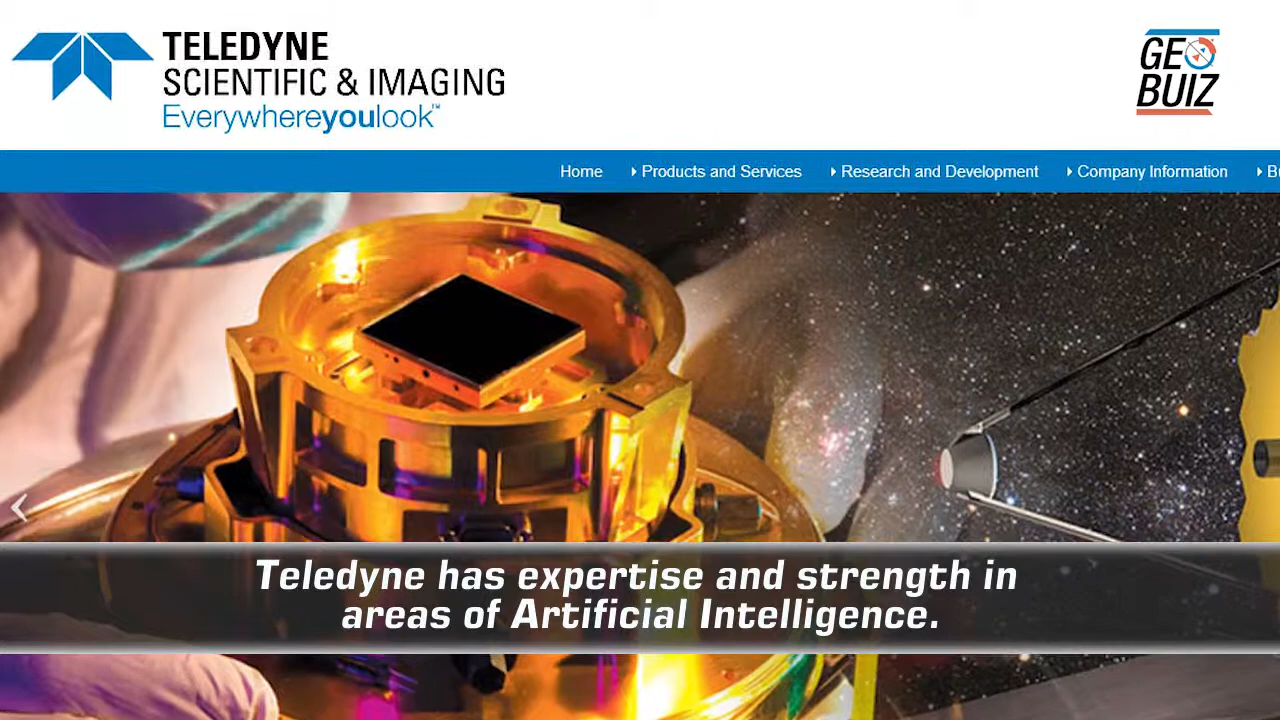 TELEDYNE
SCIENTIFIC & IMAGING
Everywhereyoulook™
GEO
BUIZ
Home Products and Services Research and Development Company Information
Teledyne has expertise and strength in
areas of Artificial Intelligence.